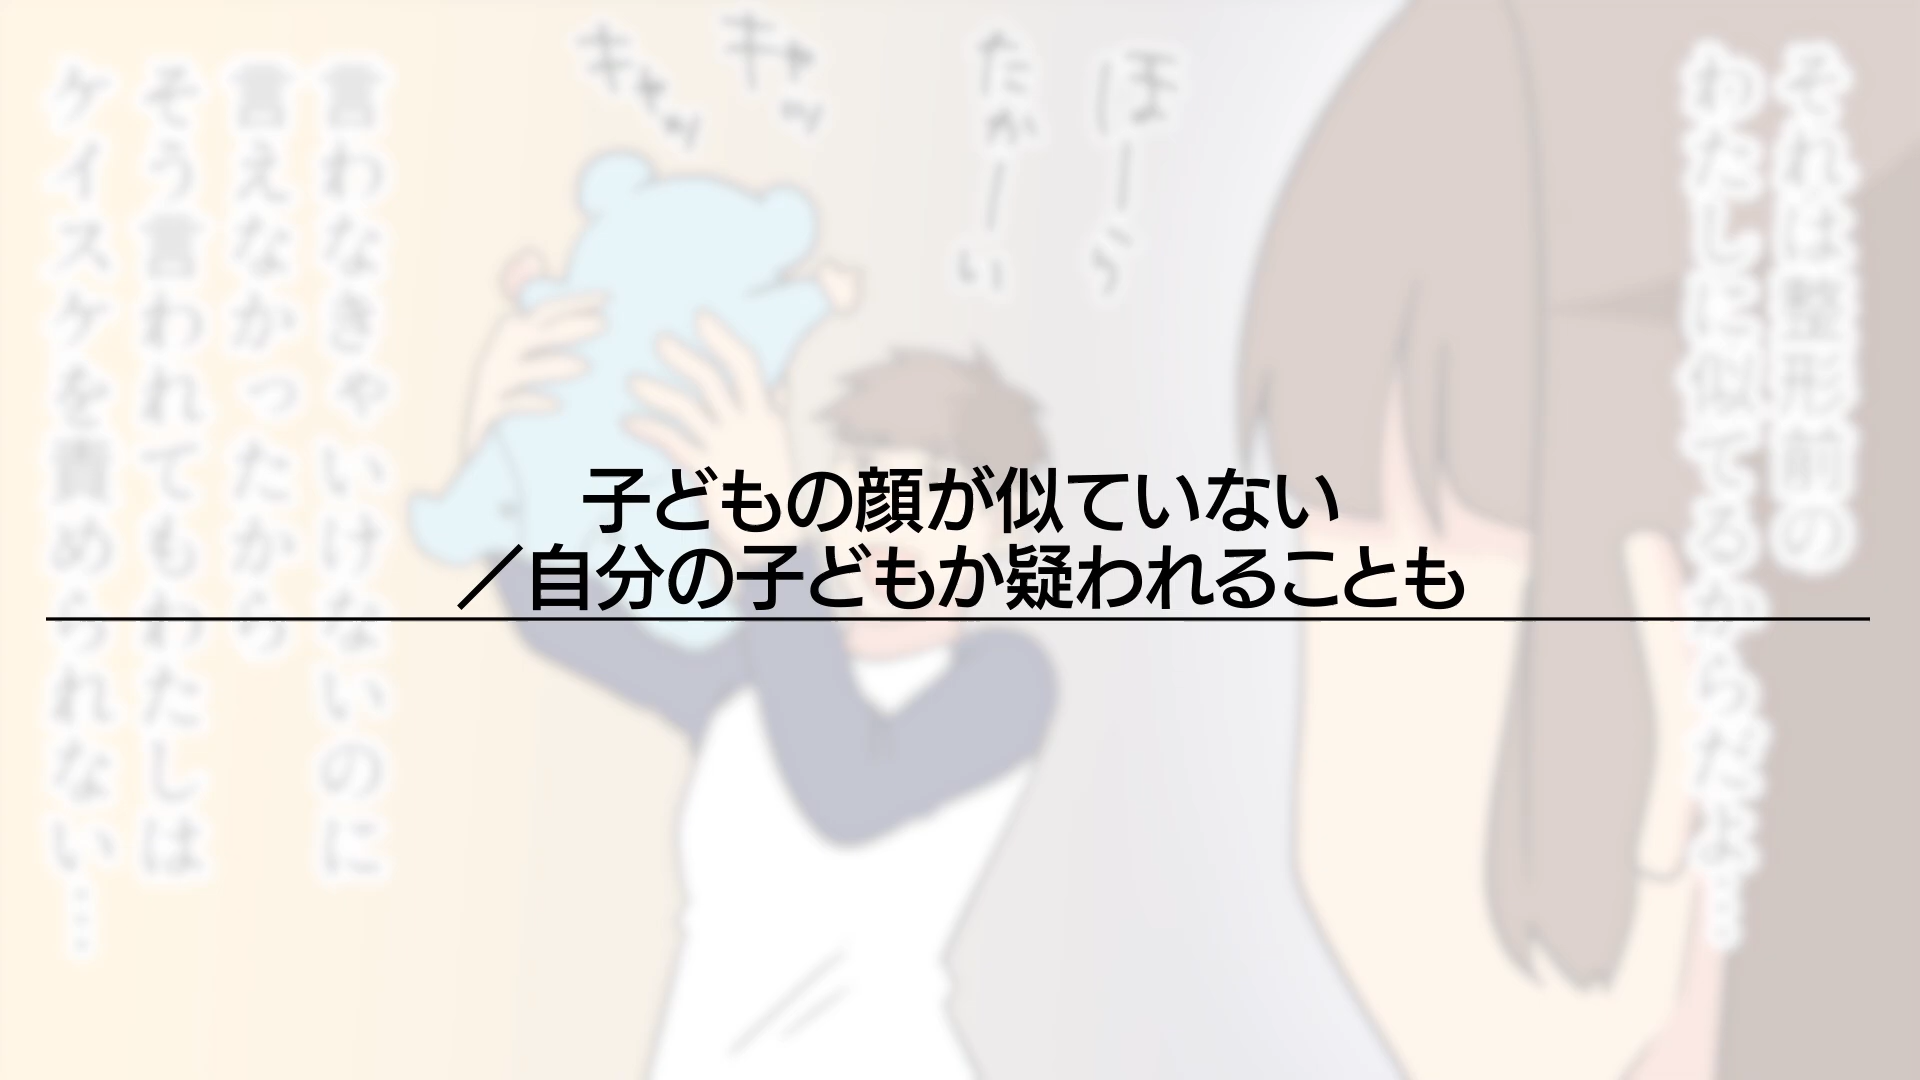 それは整形前の
わたしに似てるからだよ…
ほーら
たかーい
キャッ
キャッ
言わなきゃいけないのに
言えなかったから
そう言われてもわたしは
ケイスケを責められない…
子どもの顔が似ていない
／自分の子どもか疑われることも